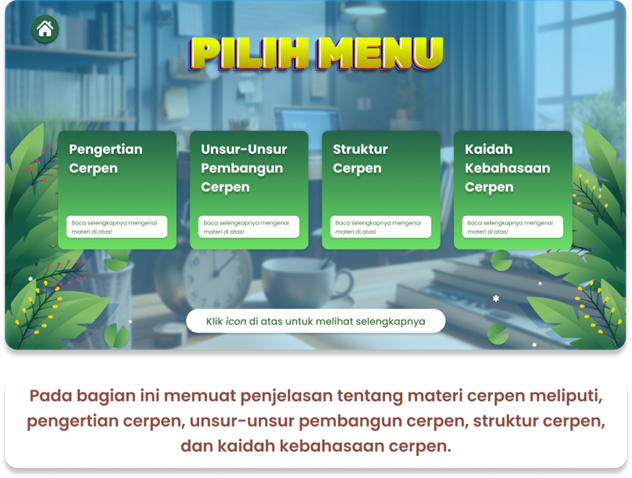 PILIH MENU
Pengertian
Cerpen
Baca selengkapnya mengenai
materi di atas!
Unsur-Unsur
Pembangun
Cerpen
Baca selengkapnya mengenai
materi di atas!
Struktur
Cerpen
Baca selengkapnya mengenai
materi di atas!
Kaidah
Kebahasaan
Cerpen
Baca selengkapnya mengenai
materi di atas!
Klik icon di atas untuk melihat selengkapnya
Pada bagian ini memuat penjelasan tentang materi cerpen meliputi,
pengertian cerpen, unsur-unsur pembangun cerpen, struktur cerpen,
dan kaidah kebahasaan cerpen.